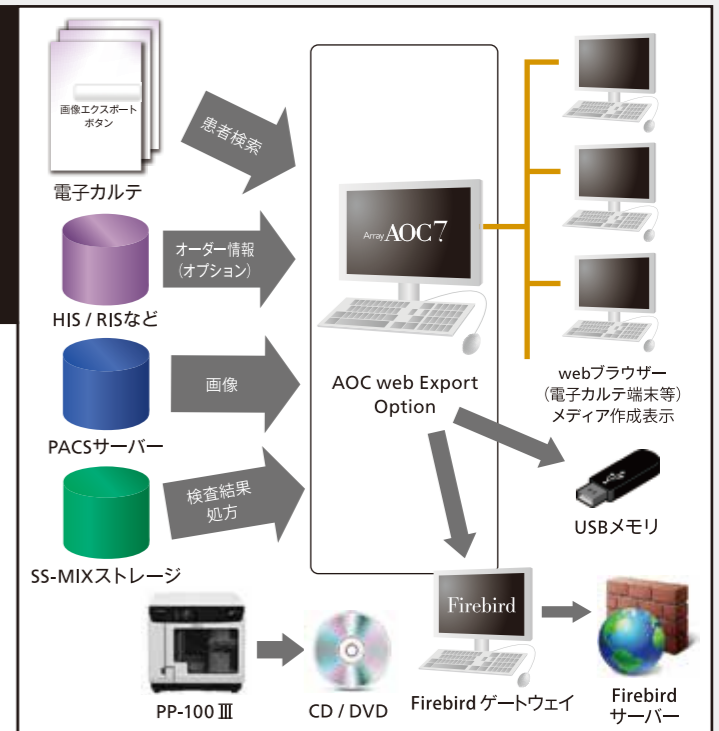 画像エクスポート
ボタン
電子カルテ
患者検索
HIS / RISなど
オーダー情報
（オプション）
PACSサーバー
画像
SS-MIXストレージ
検査結果
処方
Array AOC 7
AOC web Export
Option
webブラウザー
（電子カルテ端末等）
メディア作成表示
USBメモリ
PP-100Ⅲ
CD / DVD
Firebird
Firebird ゲートウェイ
Firebird
サーバー